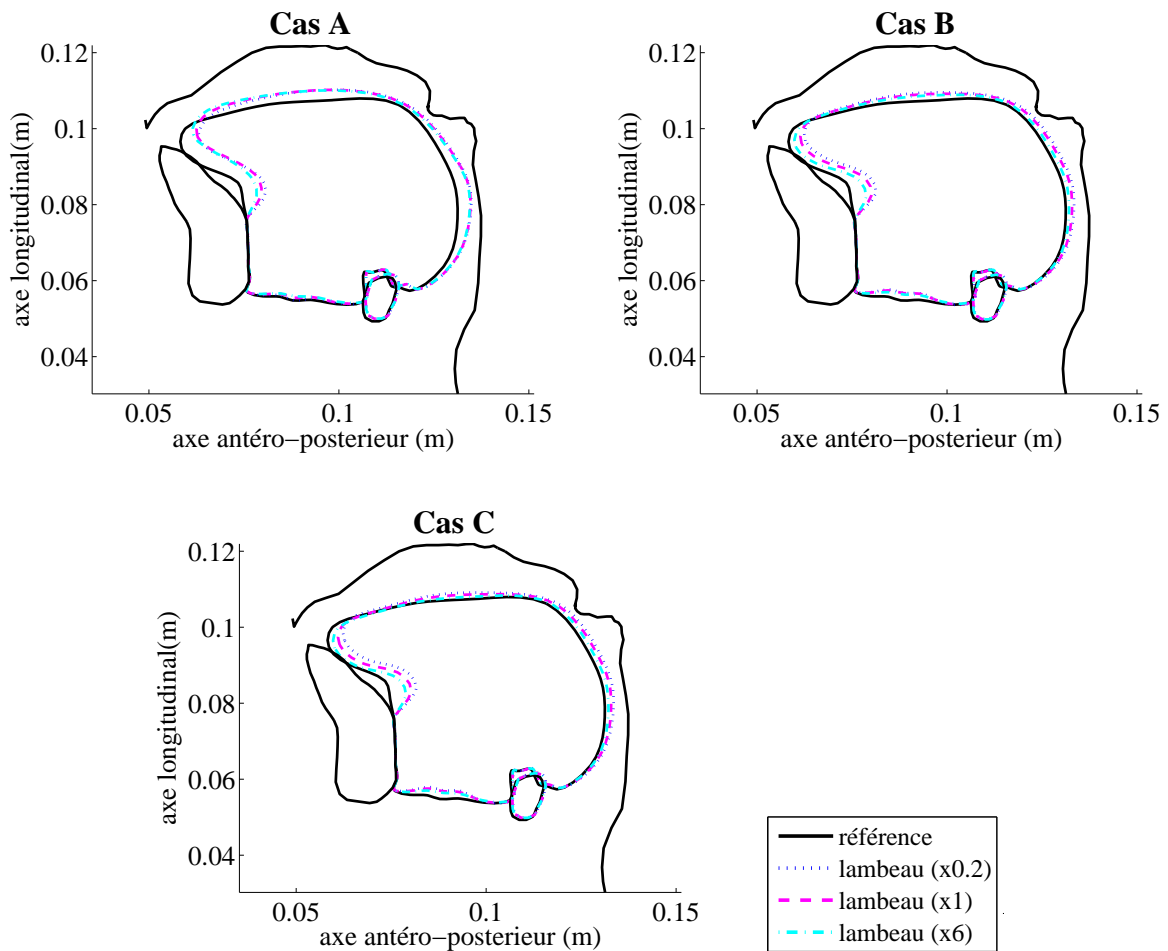 Cas A
0.12
0.1
0.08
0.06
0.04
axe longitudinal(m)
0.05
0.1
0.15
axe antéro−posterieur (m)
Cas B
0.12
0.1
0.08
0.06
0.04
axe longitudinal(m)
0.05
0.1
0.15
axe antéro−posterieur (m)
Cas C
0.12
0.1
0.08
0.06
0.04
axe longitudinal(m)
0.05
0.1
0.15
axe antéro−posterieur (m)
référence
lambeau (x0.2)
lambeau (x1)
lambeau (x6)